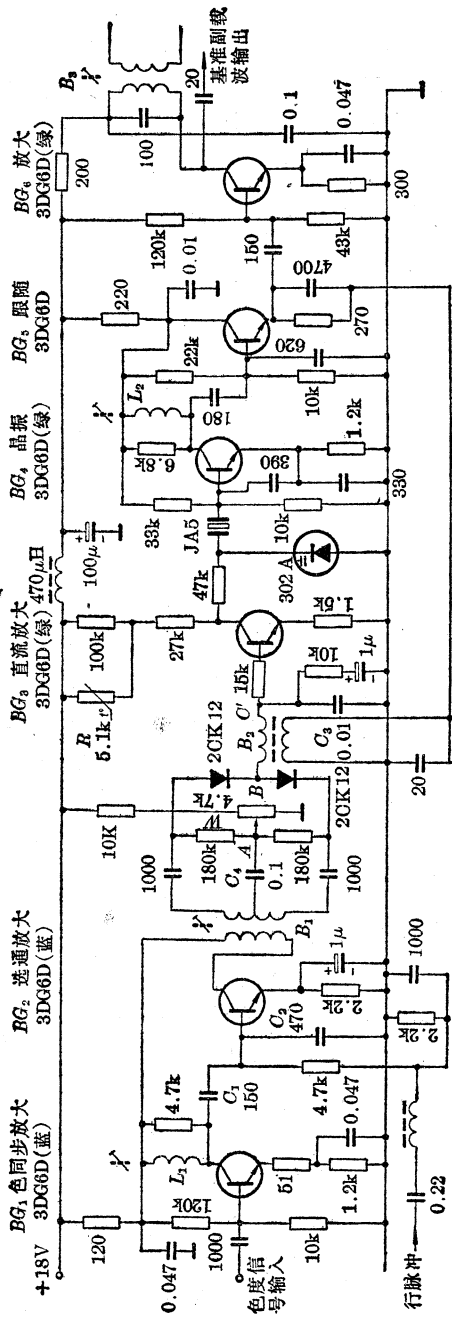 BG₁色同步放大
3DG6D(蓝)
BG₂ 选通放大
3DG6D(蓝)
BG₃ 直流放大
3DG6D(绿)
BG₄ 晶振
3DG6D(绿)
BG₅ 跟随
3DG6D
BG₆ 放大
3DG6D(绿)
+18V
120
0.047
120k
1000
色度信
号输入
10k
L₁
4.7k
C₁
150
51
1.2k
0.047
4.7k
行脉冲
0.22
C₂
470
2.2k
1μ
2.2k
1000
B₁
1000
180k
W
4.7k
C₄
A
B
0.1
180k
1000
10K
2CK12
2CK12
R
5.1k t°
100k
27k
B₂
C'
15k
C₃
0.01
20
10k
1μ
1.5k
470μH
100μ
47k
302 A
JA5
33k
10k
6.8k
L₂
180
390
330
1.2k
22k
10k
620
220
0.01
4700
270
150
120k
43k
200
100
B₃
20
基准副载
波输出
0.1
0.047
300